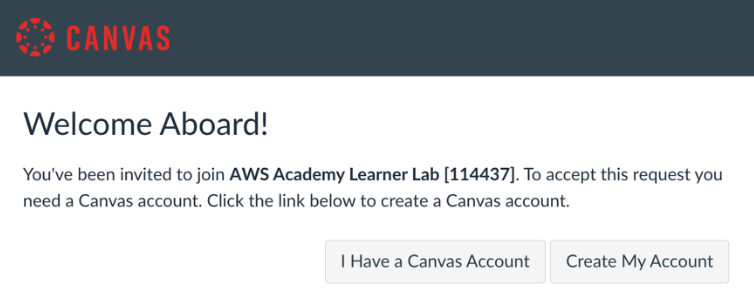 CANVAS
Welcome Aboard!
You've been invited to join AWS Academy Learner Lab [114437]. To accept this request you
need a Canvas account. Click the link below to create a Canvas account.
I Have a Canvas Account
Create My Account